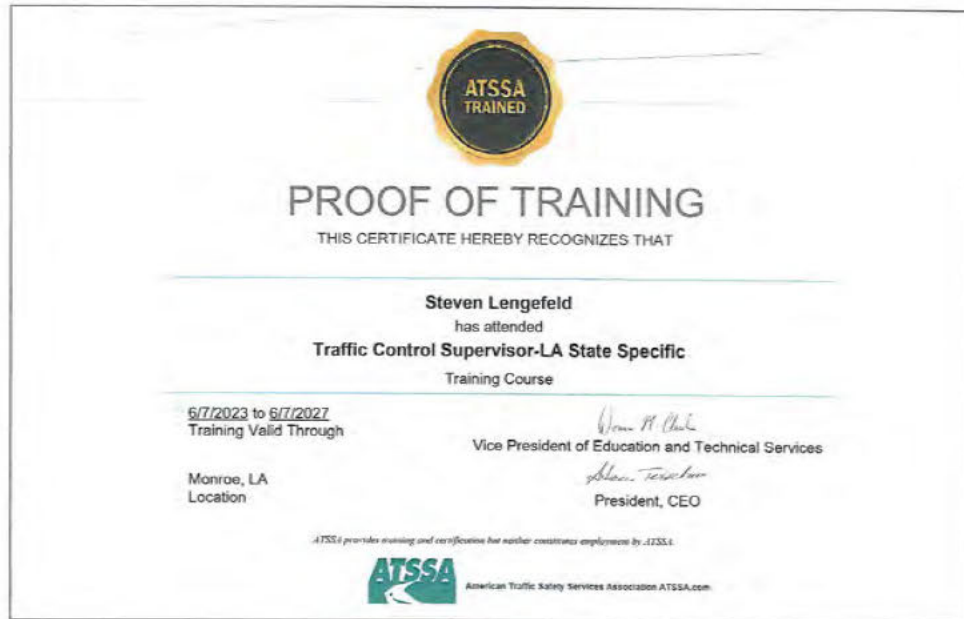 ATSSA
TRAINED
PROOF OF TRAINING
THIS CERTIFICATE HEREBY RECOGNIZES THAT
Steven Lengefeld
has attended
Traffic Control Supervisor-LA State Specific
Training Course
6/7/2023 to 6/7/2027
Training Valid Through
Vice President of Education and Technical Services
Monroe, LA
Location
President, CEO
ATSSA provides training and certification but neither constitutes employment by ATSSA.
ATSSA
American Traffic Safety Services Association ATSSA.com